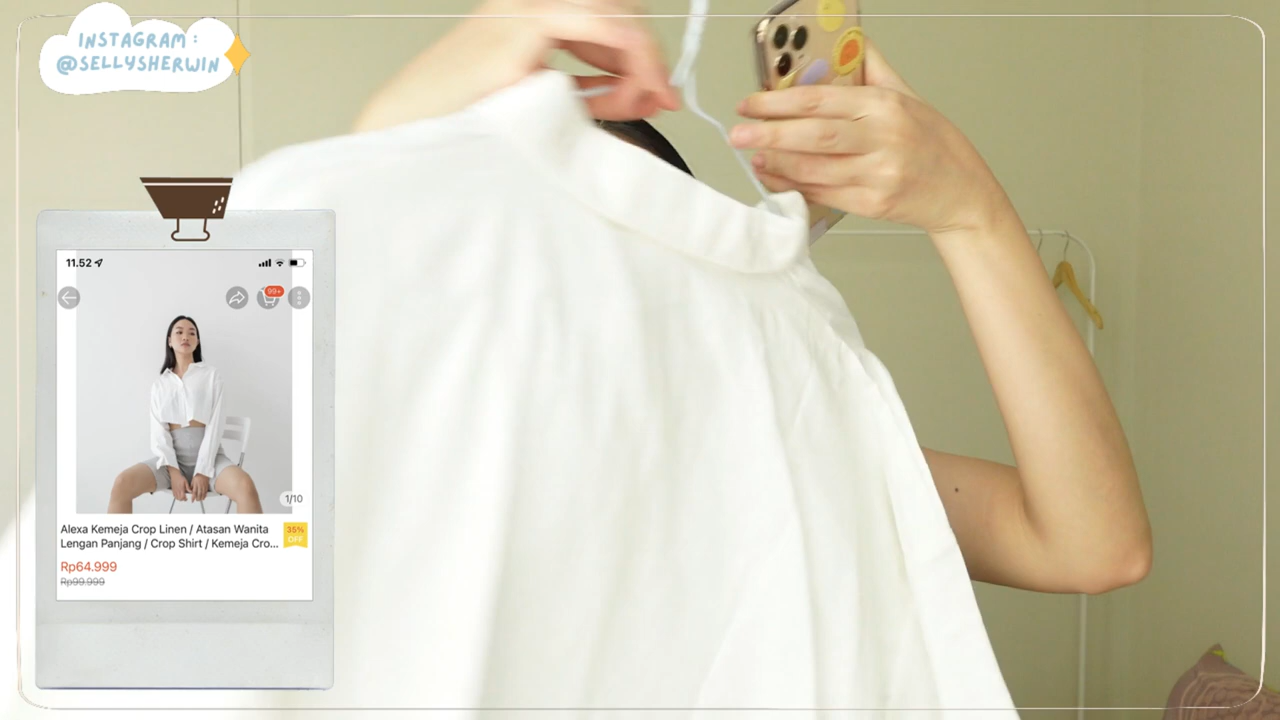 INSTAGRAM :
@SELLYSHERWIN
11.52
99+
1/10
Alexa Kemeja Crop Linen / Atasan Wanita
Lengan Panjang / Crop Shirt / Kemeja Cro...
35%
OFF
Rp64.999
Rp99.999